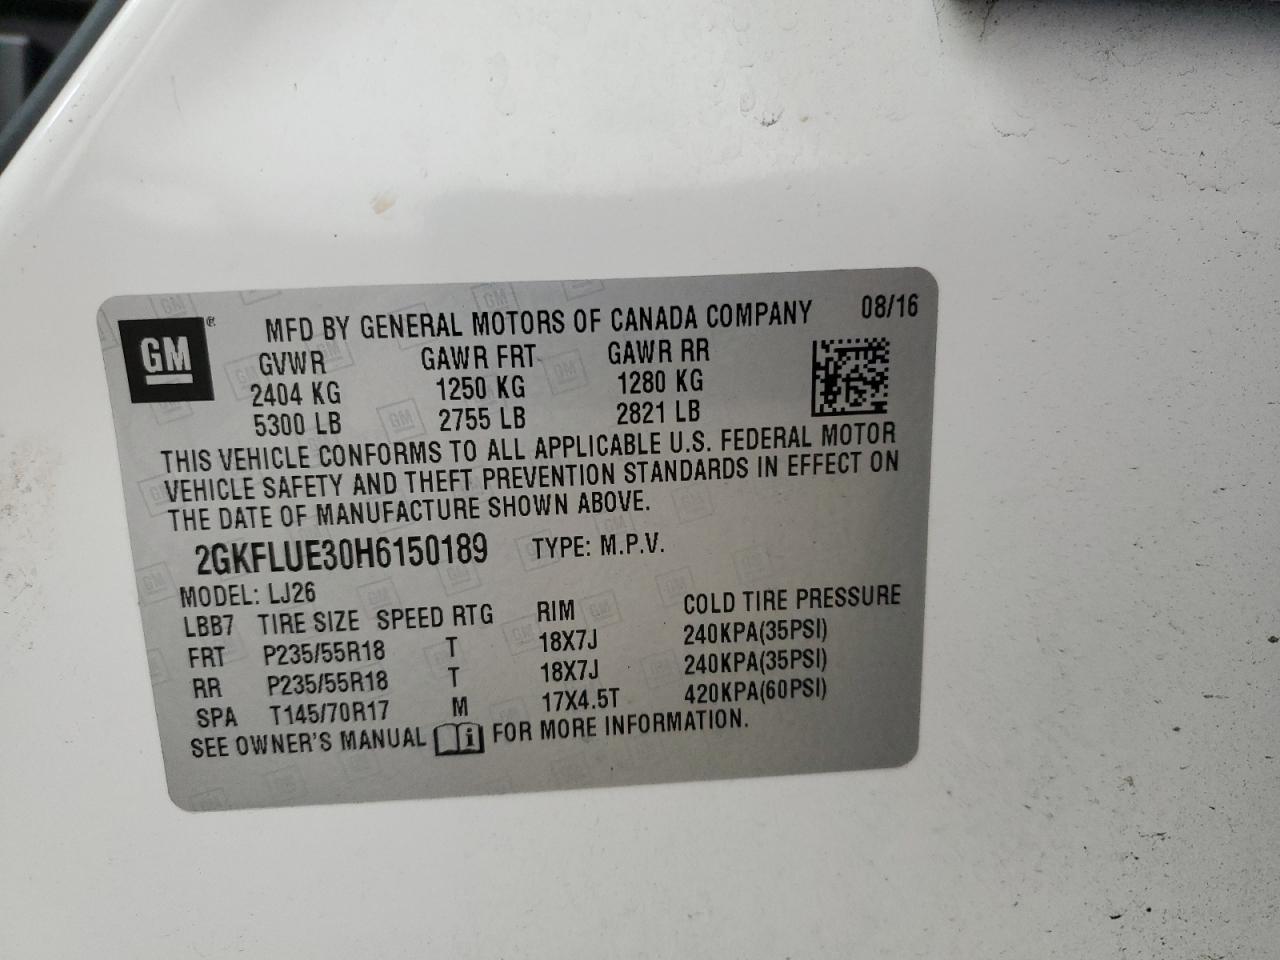 GM ®
MFD BY GENERAL MOTORS OF CANADA COMPANY 08/16
GVWR GAWR FRT GAWR RR
2404 KG 1250 KG 1280 KG
5300 LB 2755 LB 2821 LB
THIS VEHICLE CONFORMS TO ALL APPLICABLE U.S. FEDERAL MOTOR
VEHICLE SAFETY AND THEFT PREVENTION STANDARDS IN EFFECT ON
THE DATE OF MANUFACTURE SHOWN ABOVE.
2GKFLUE30H6150189 TYPE: M.P.V.
MODEL: LJ26
LBB7 TIRE SIZE SPEED RTG RIM COLD TIRE PRESSURE
FRT P235/55R18 T 18X7J 240KPA(35PSI)
RR P235/55R18 T 18X7J 240KPA(35PSI)
SPA T145/70R17 M 17X4.5T 420KPA(60PSI)
SEE OWNER'S MANUAL i FOR MORE INFORMATION.